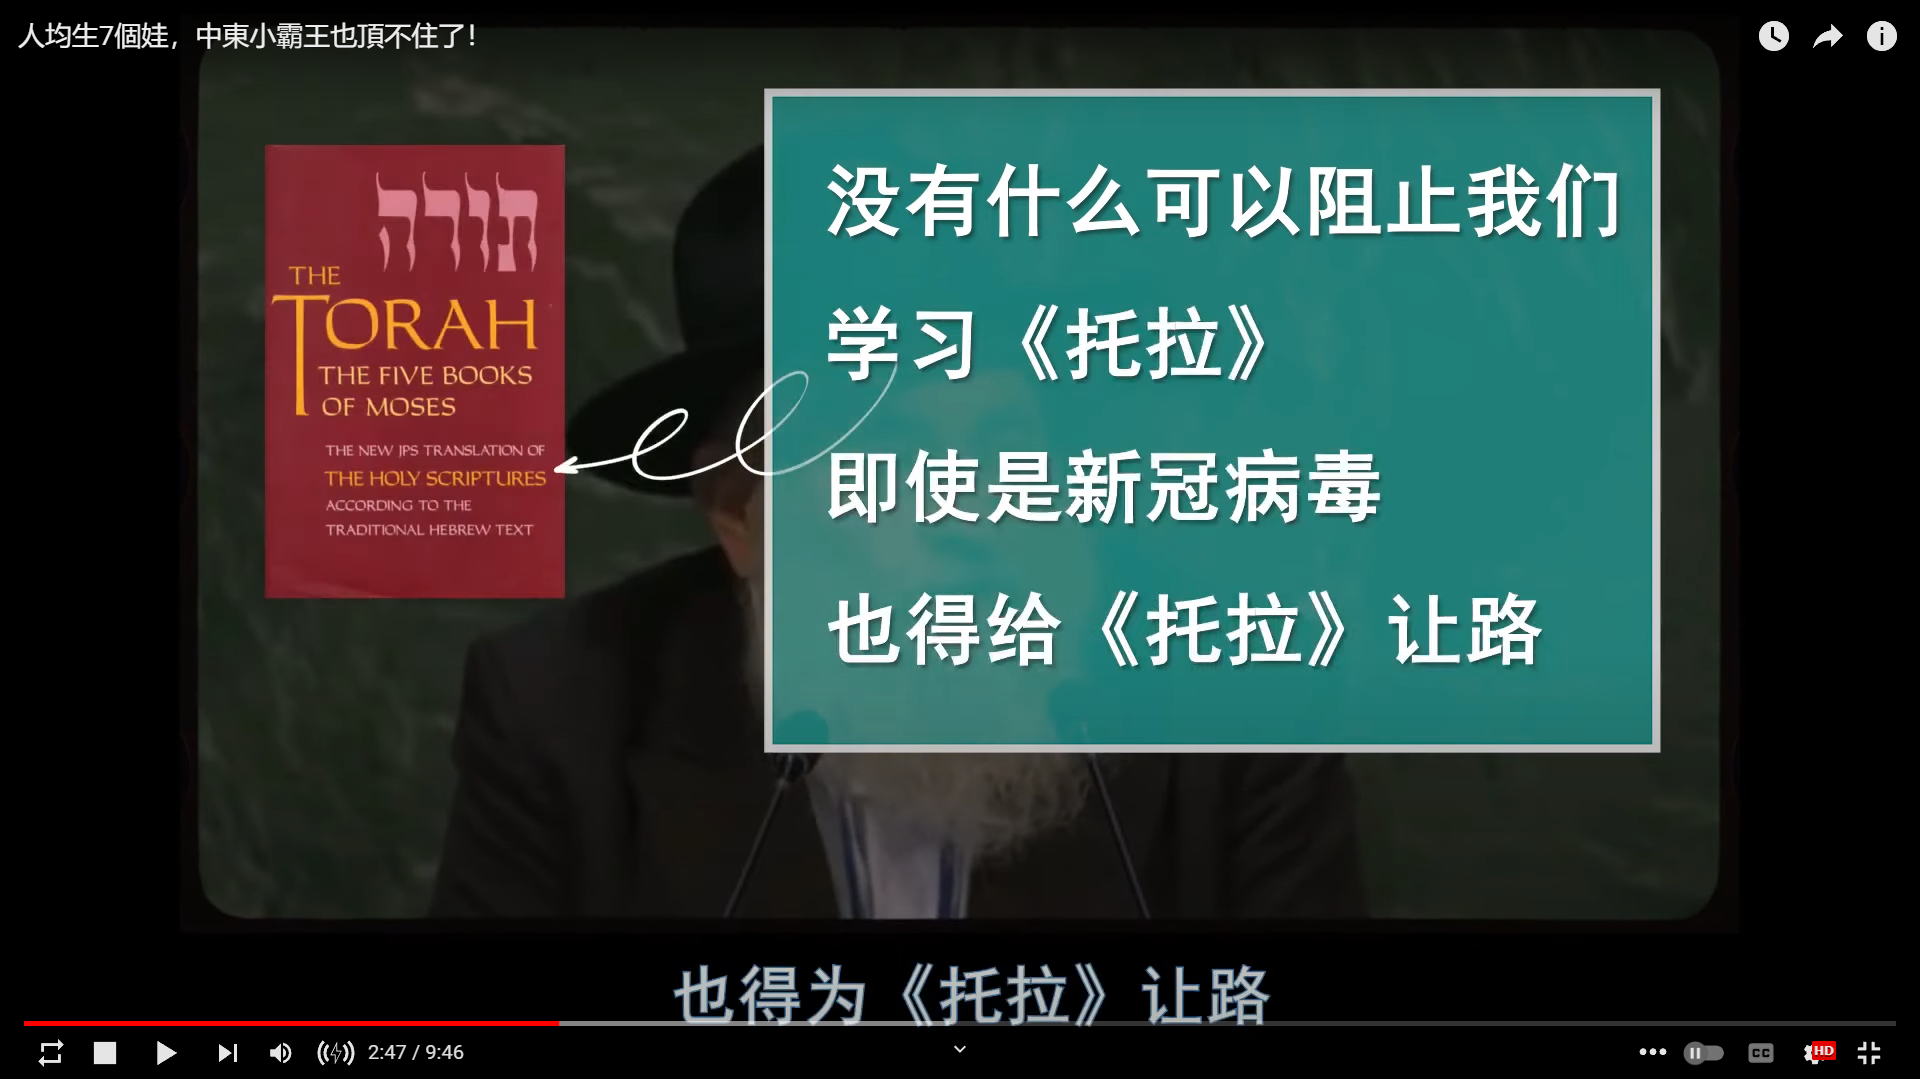 人均生7個娃，中東小霸王也頂不住了！
תורה
THE
TORAH
THE FIVE BOOKS
OF MOSES
THE NEW JPS TRANSLATION OF
THE HOLY SCRIPTURES
ACCORDING TO THE
TRADITIONAL HEBREW TEXT
没有什么可以阻止我们
学习《托拉》
即使是新冠病毒
也得给《托拉》让路
也得为《托拉》让路
2:47 / 9:46
CC
HD